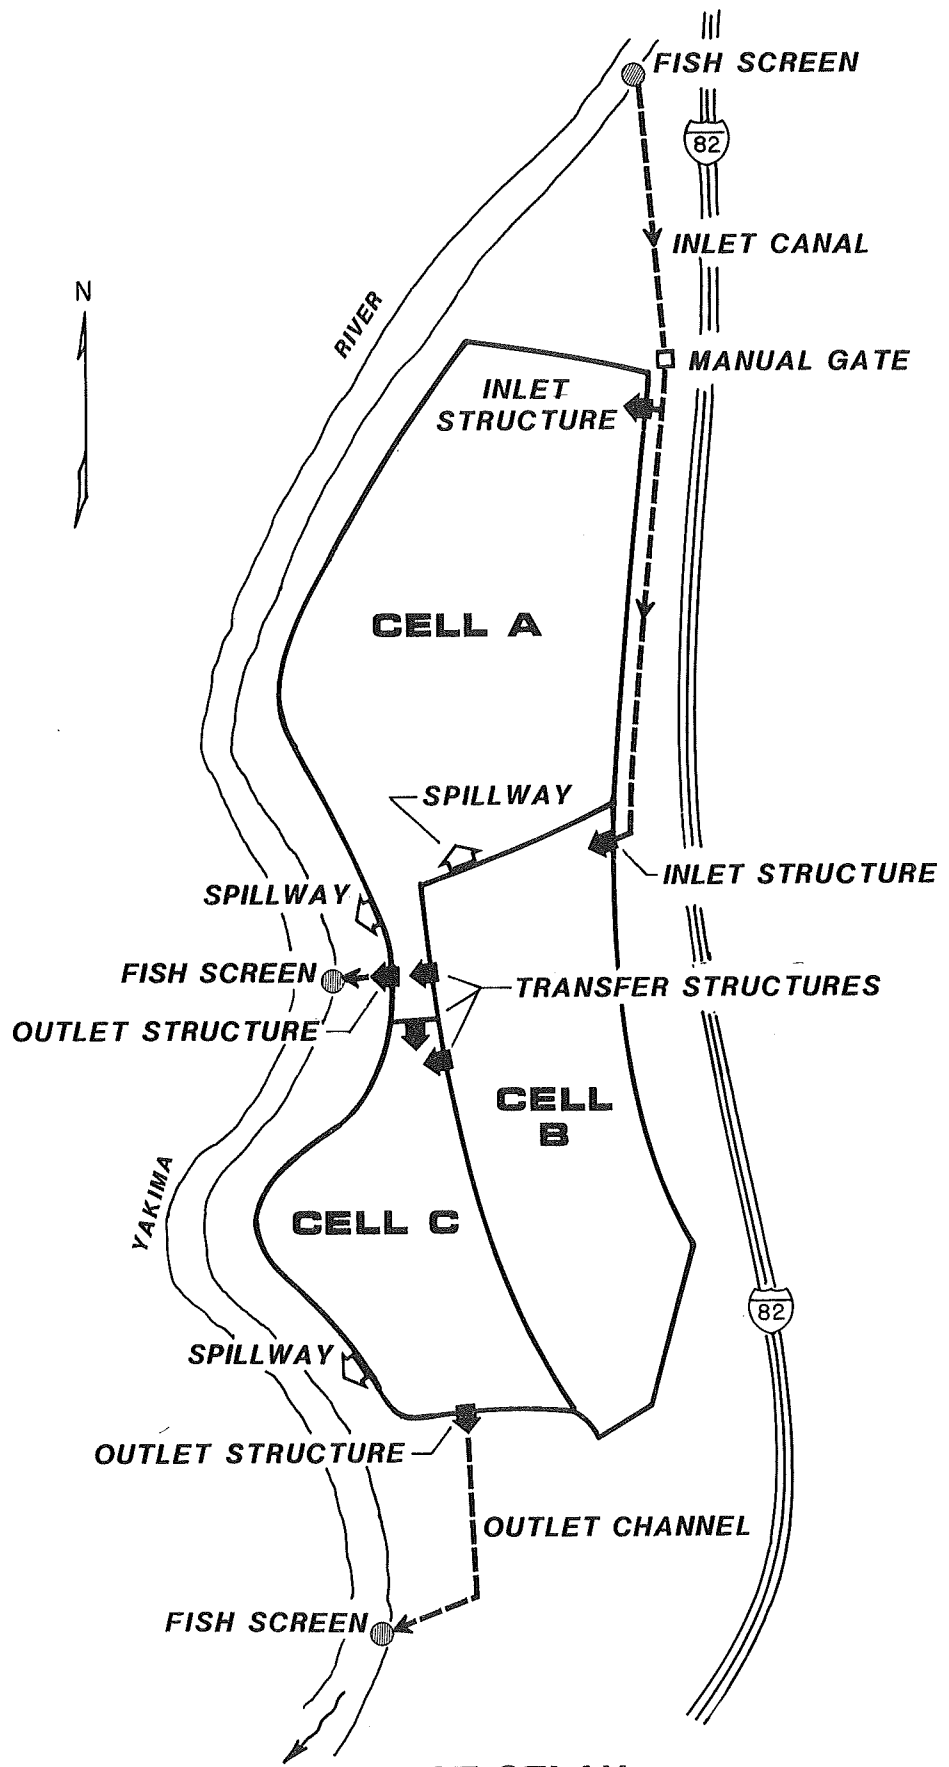 FISH SCREEN
82
INLET CANAL
N
RIVER
MANUAL GATE
INLET
STRUCTURE
CELL A
SPILLWAY
INLET STRUCTURE
SPILLWAY
FISH SCREEN
TRANSFER STRUCTURES
OUTLET STRUCTURE
CELL
B
YAKIMA
CELL C
82
SPILLWAY
OUTLET STRUCTURE
OUTLET CHANNEL
FISH SCREEN